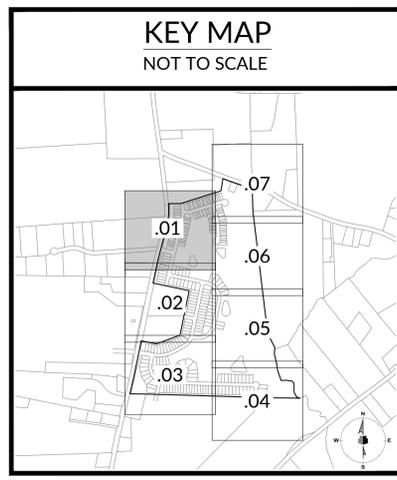 KEY MAP
NOT TO SCALE
.07
.01
.06
.02
.05
.03
.04
N
W
E
S